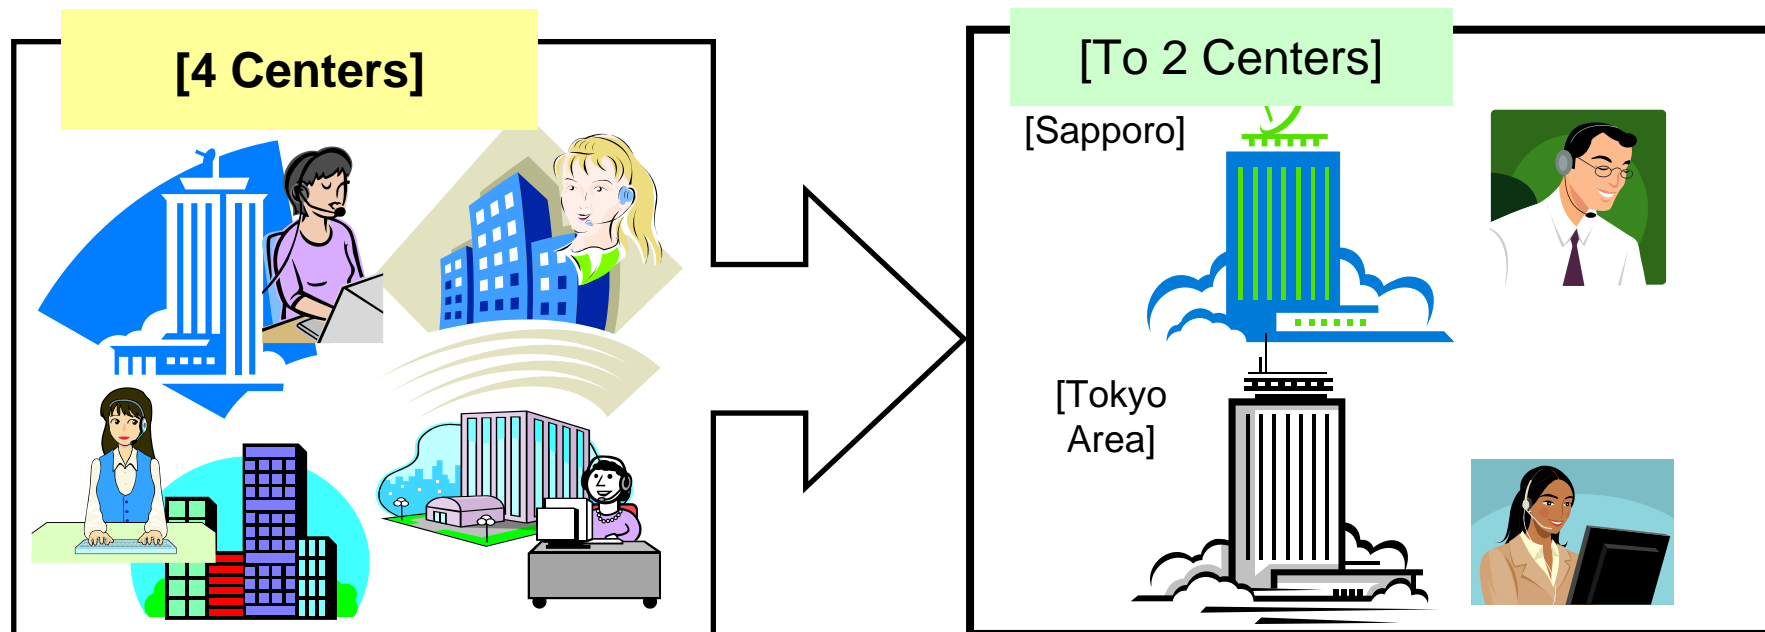 [4 Centers]
[To 2 Centers]
[Sapporo]
[Tokyo
Area]